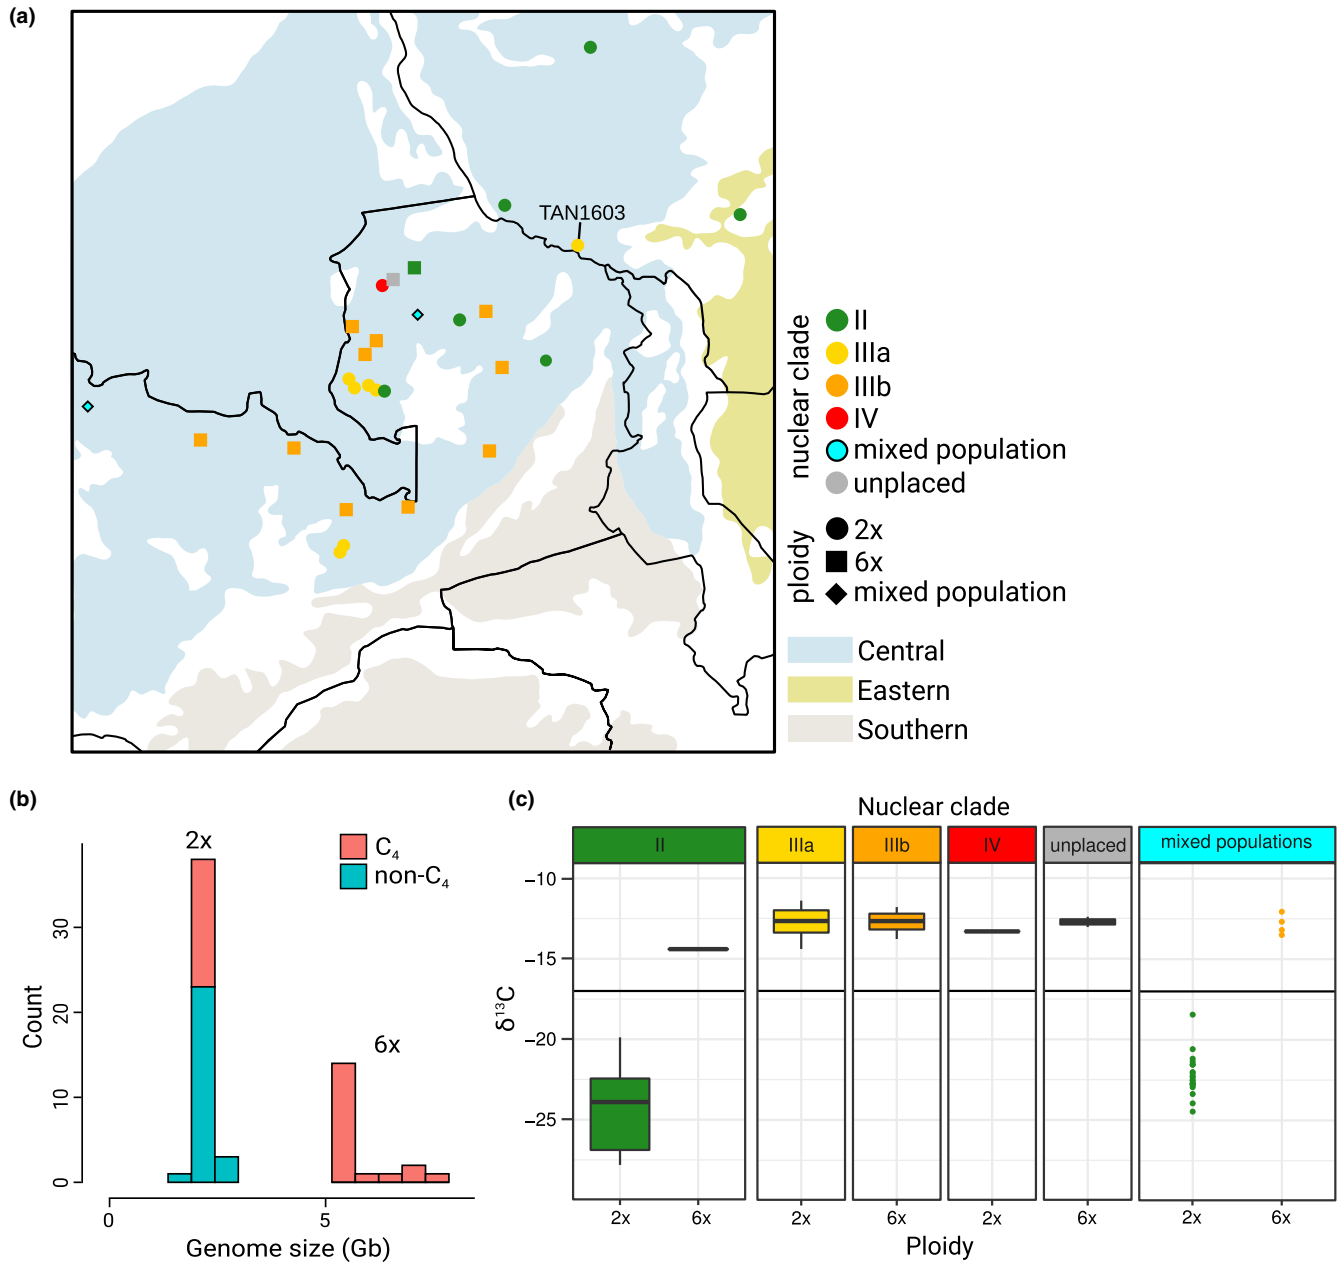 (a)
TAN1603
nuclear clade
II
IIIa
IIIb
IV
mixed population
unplaced
ploidy
2x
6x
mixed population
Central
Eastern
Southern
(b)
2x
6x
C₄
non-C₄
Count
0
10
20
30
0
5
Genome size (Gb)
(c)
Nuclear clade
II
IIIa
IIIb
IV
unplaced
mixed populations
δ¹³C
−10
−15
−20
−25
2x
6x
2x
6x
2x
6x
2x
6x
Ploidy